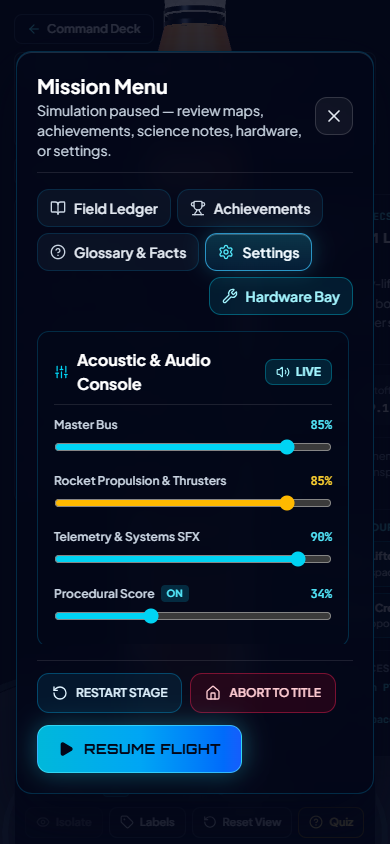 Command Deck
Mission Menu
Simulation paused — review maps,
achievements, science notes, hardware,
or settings.
Field Ledger
Achievements
Glossary & Facts
Settings
Hardware Bay
Acoustic & Audio
Console
LIVE
Master Bus
85%
Rocket Propulsion & Thrusters
85%
Telemetry & Systems SFX
90%
Procedural Score
ON
34%
RESTART STAGE
ABORT TO TITLE
RESUME FLIGHT
Isolate
Labels
Reset View
Quiz